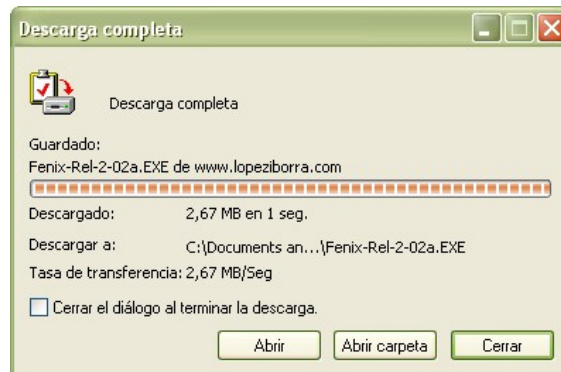 Descarga completa
Descarga completa
Guardado:
Fenix-Rel-2-02a.EXE de www.lopeziborra.com
Descargado: 2,67 MB en 1 seg.
Descargar a: C:\Documents an...\Fenix-Rel-2-02a.EXE
Tasa de transferencia: 2,67 MB/Seg
Cerrar el diálogo al terminar la descarga.
Abrir Abrir carpeta Cerrar